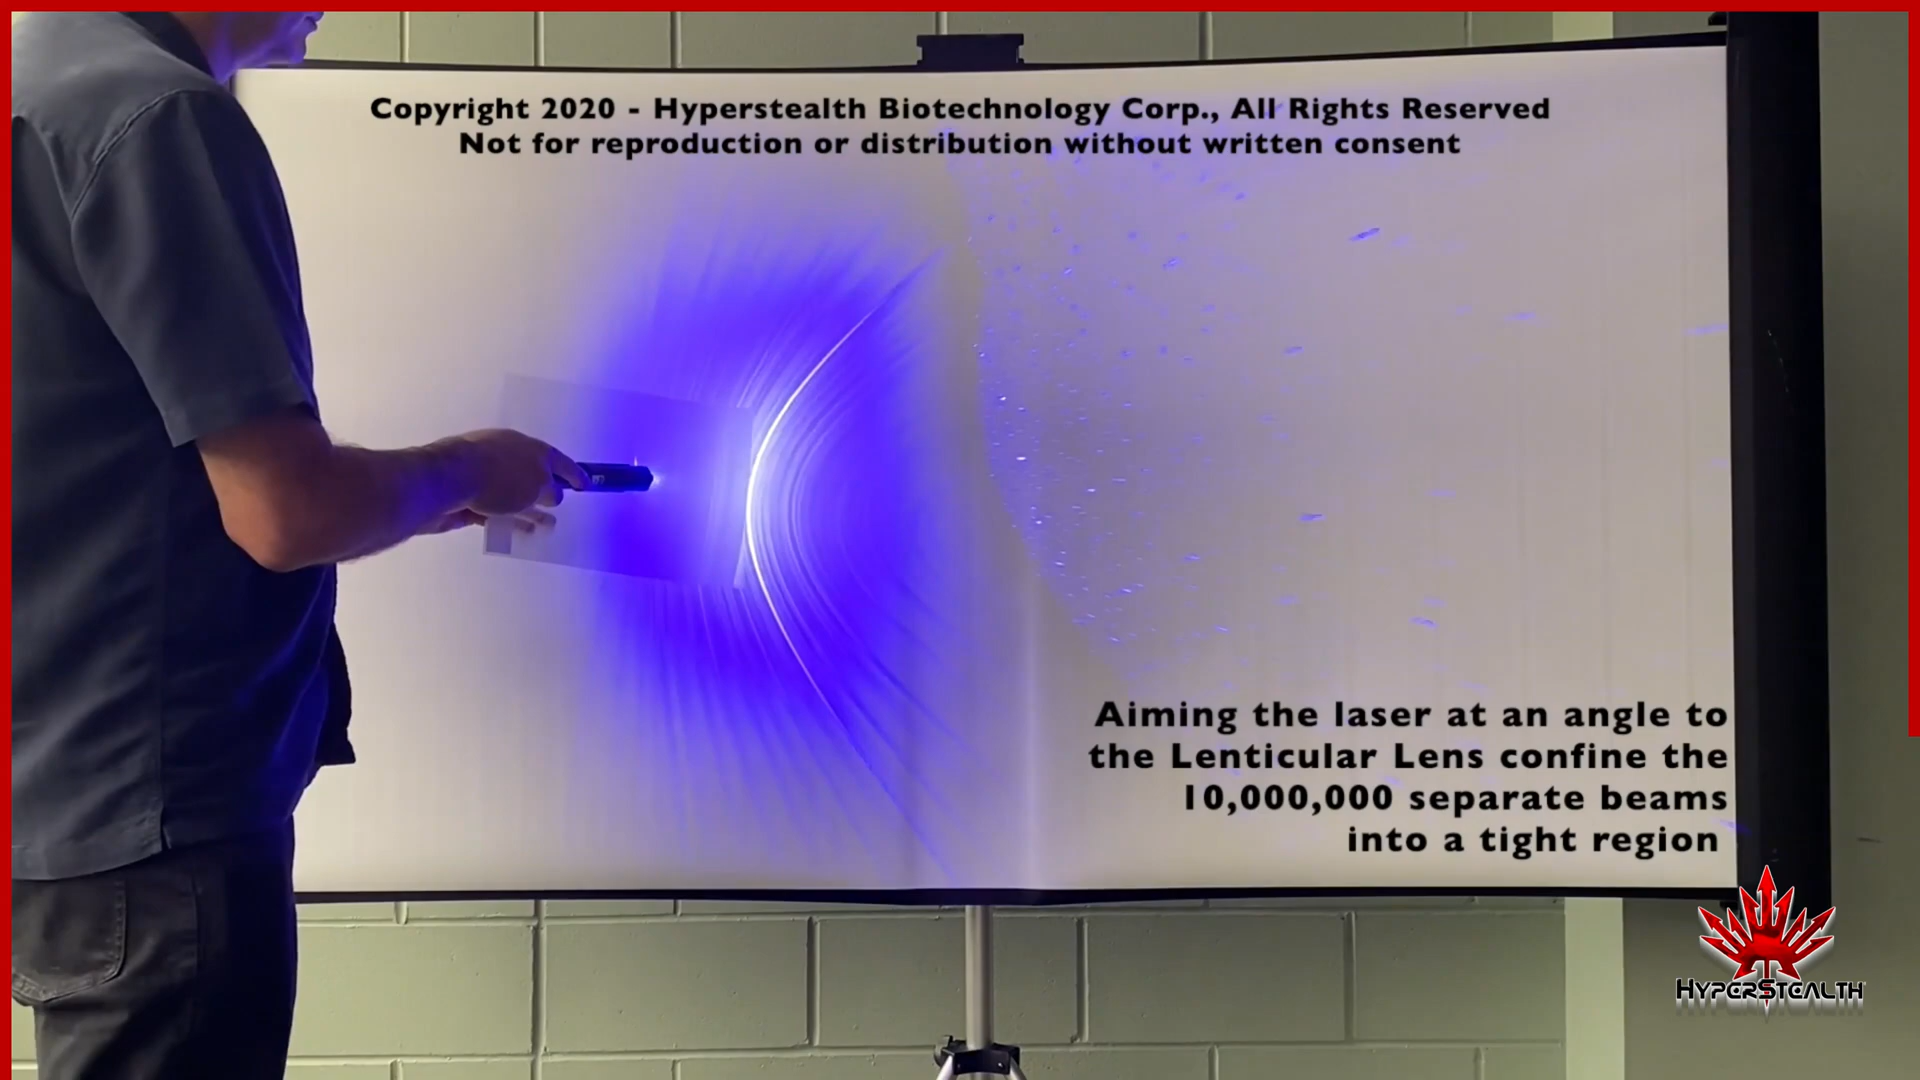 Copyright 2020 - Hyperstealth Biotechnology Corp., All Rights Reserved
Not for reproduction or distribution without written consent
Aiming the laser at an angle to
the Lenticular Lens confine the
10,000,000 separate beams
into a tight region
HYPERSTEALTH